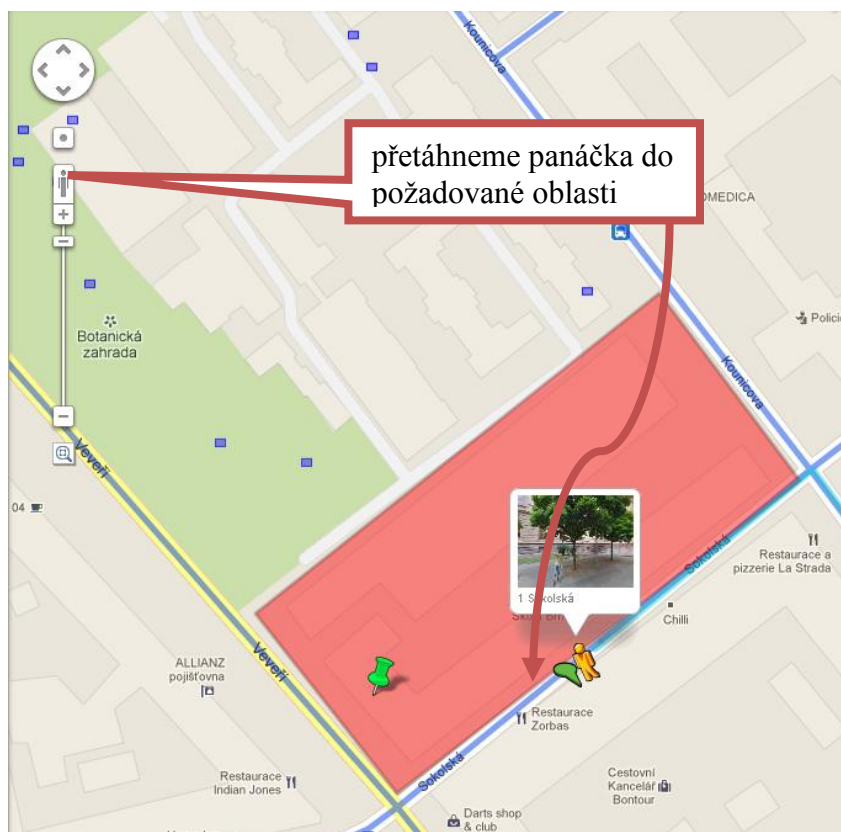 Kounicova
přetáhneme panáčka do
požadované oblasti
OMEDICA
Botanická
zahrada
Policie
Kounicova
Veveří
04
1 Sokolská
Sokolská
Restaurace a
pizzerie La Strada
Chilli
ALLIANZ
pojišťovna
Veveří
Restaurace
Zorbas
Sokolská
Restaurace
Indian Jones
Cestovní
Kancelář
Bontour
Darts shop
& club